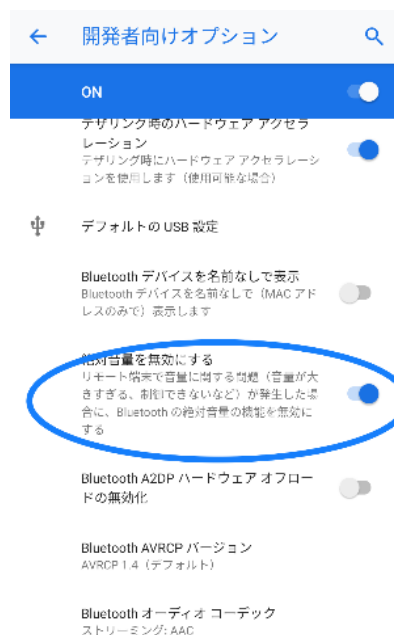 開発者向けオプション
ON
テザリング時のハードウェア アクセラ
レーション
テザリング時にハードウェア アクセラレーシ
ョンを使用します（使用可能な場合）
デフォルトの USB 設定
Bluetooth デバイスを名前なしで表示
Bluetooth デバイスを名前なしで（MAC アド
レスのみで）表示します
絶対音量を無効にする
リモート端末で音量に関する問題（音量が大
きすぎる、制御できないなど）が発生した場
合に、Bluetooth の絶対音量の機能を無効に
する
Bluetooth A2DP ハードウェア オフロー
ドの無効化
Bluetooth AVRCP バージョン
AVRCP 1.4（デフォルト）
Bluetooth オーディオ コーデック
ストリーミング: AAC